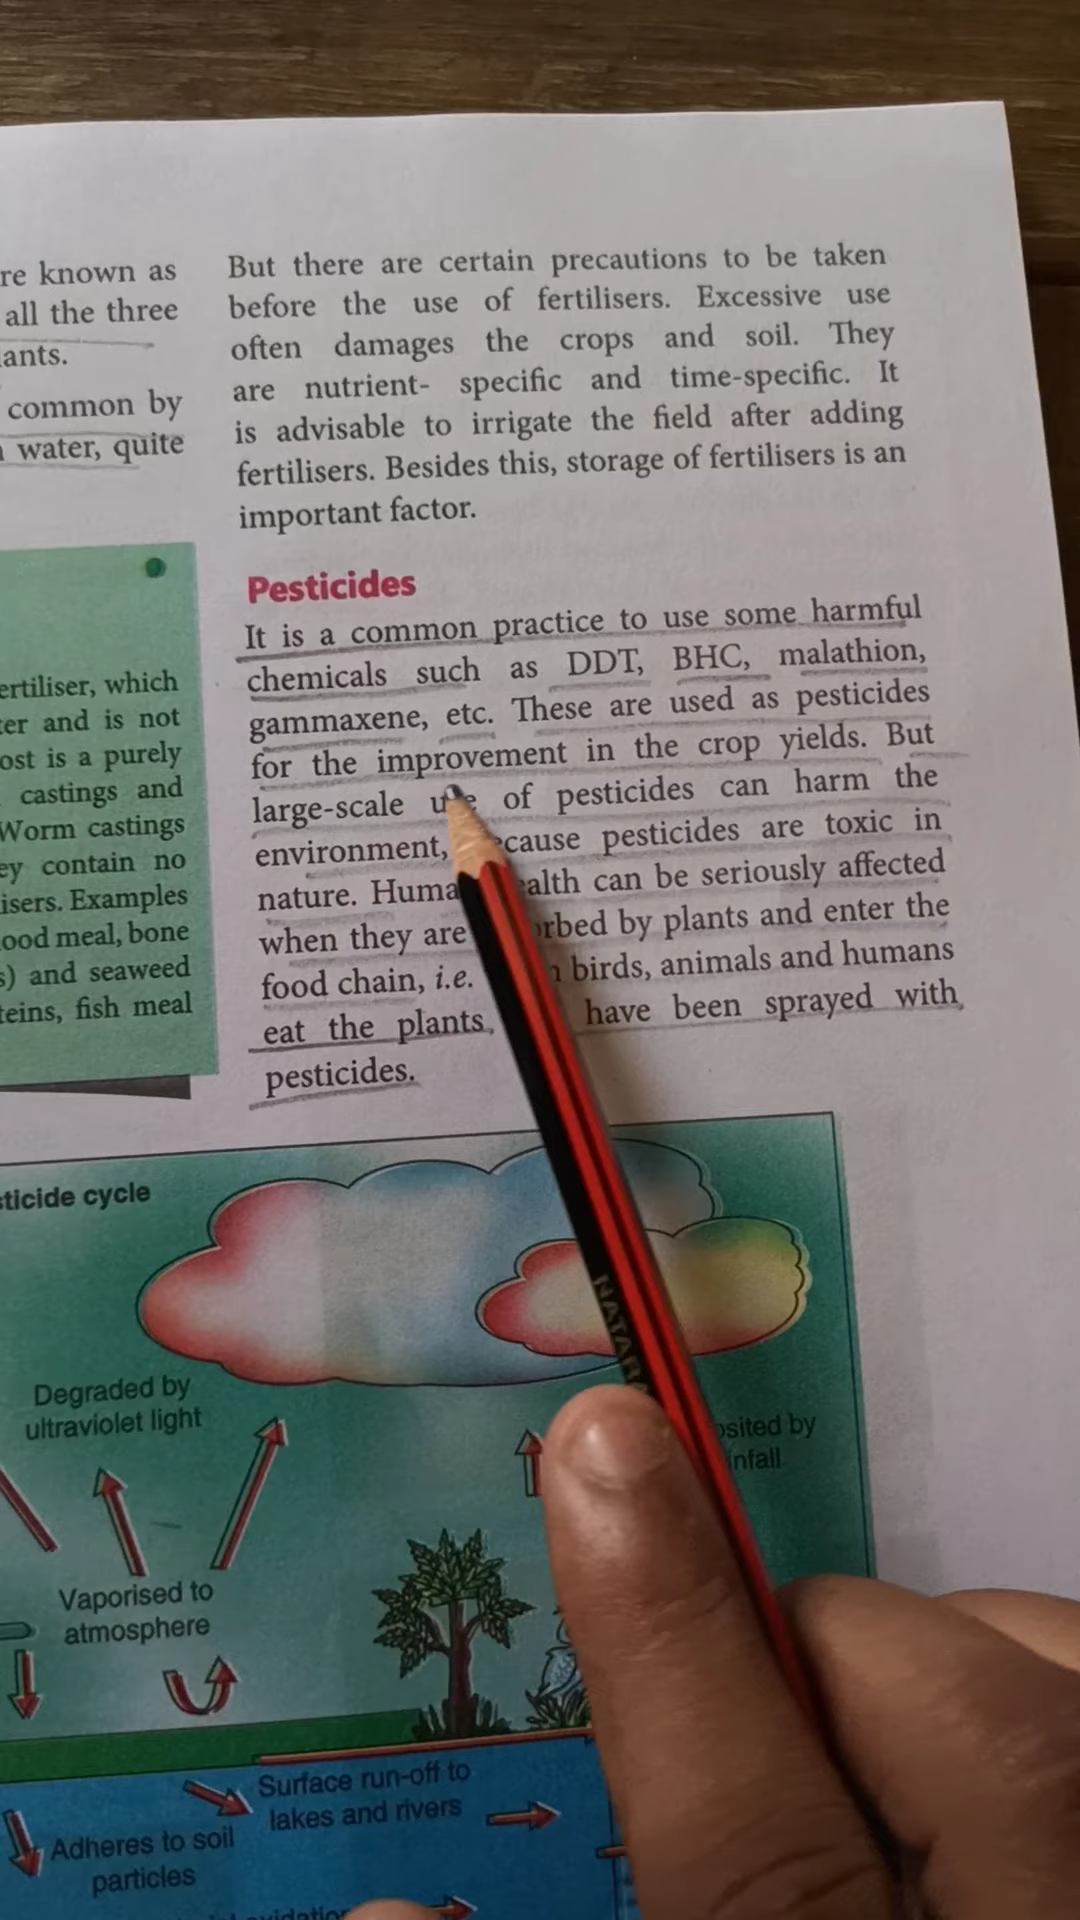 re known as
all the three
ants.
common by
water, quite
ertiliser, which
ter and is not
ost is a purely
castings and
Worm castings
ey contain no
isers. Examples
ood meal, bone
s) and seaweed
teins, fish meal
But there are certain precautions to be taken
before the use of fertilisers. Excessive use
often damages the crops and soil. They
are nutrient- specific and time-specific. It
is advisable to irrigate the field after adding
fertilisers. Besides this, storage of fertilisers is an
important factor.
Pesticides
It is a common practice to use some harmful
chemicals such as DDT, BHC, malathion,
gammaxene, etc. These are used as pesticides
for the improvement in the crop yields. But
large-scale of pesticides can harm the
environment, cause pesticides are toxic in
nature. Huma alth can be seriously affected
when they are orbed by plants and enter the
food chain, i.e. n birds, animals and humans
eat the plants, have been sprayed with
pesticides.
sticide cycle
Degraded by
ultraviolet light
osited by
infall
Vaporised to
atmosphere
Surface run-off to
lakes and rivers
Adheres to soil
particles
NATARA